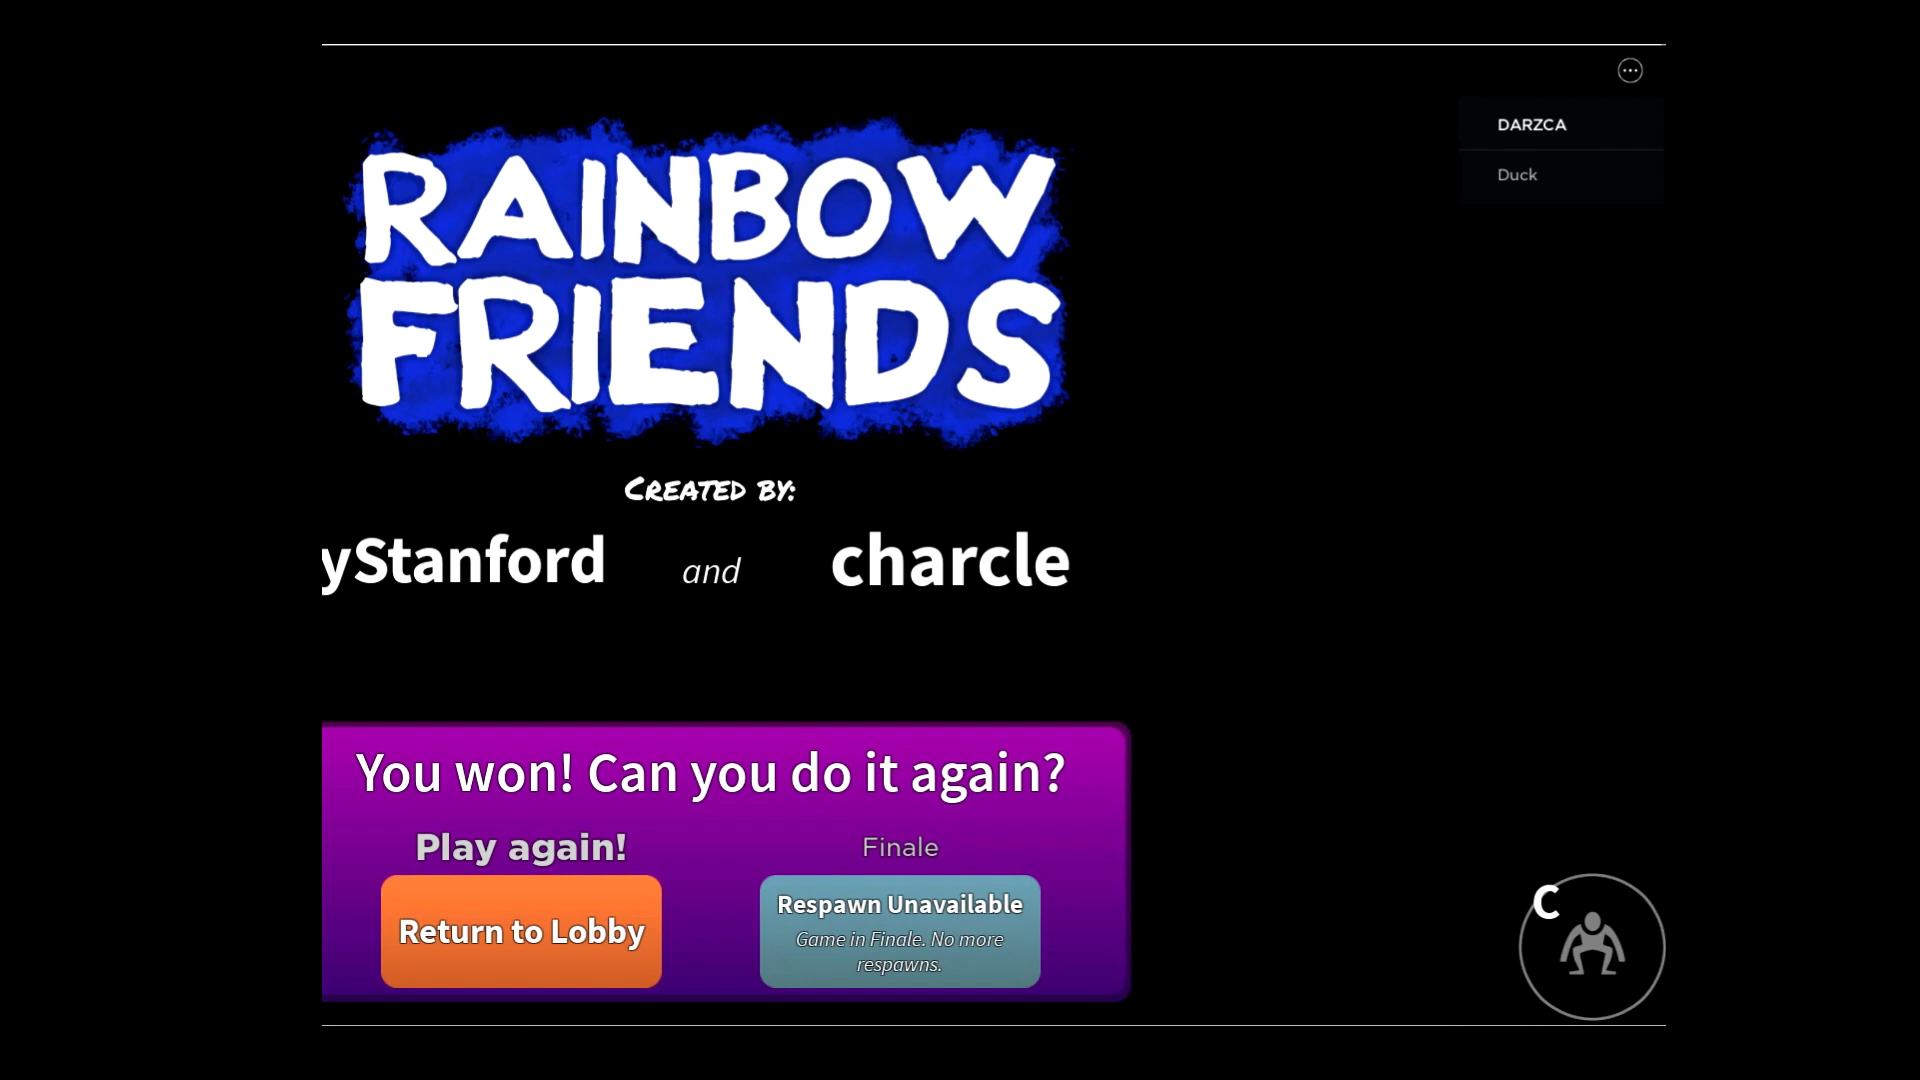 DARZCA
Duck
RAINBOW
FRIENDS
CREATED BY:
yStanford and charcle
You won! Can you do it again?
Play again!
Return to Lobby
Finale
Respawn Unavailable
Game in Finale. No more
respawns.
C